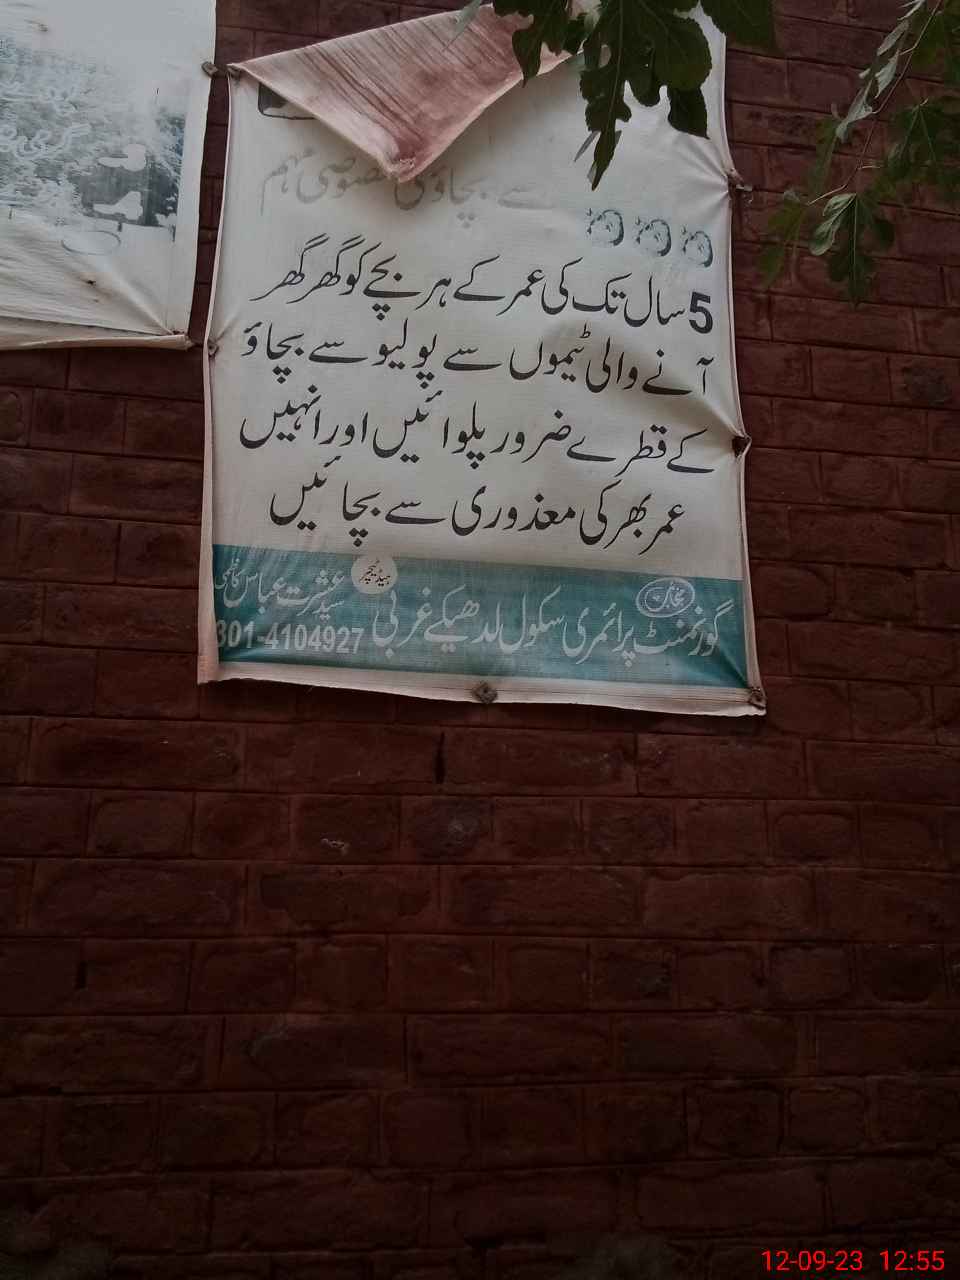 سے بچاؤ کی خصوصی مہم
5 سال تک کی عمر کے ہر بچے کو گھر گھر
آنے والی ٹیموں سے پولیو سے بچاؤ
کے قطرے ضرور پلوائیں اور انہیں
عمر بھر کی معذوری سے بچائیں
منجانب
گورنمنٹ پرائمری سکول لدھیکے غربی
ہیڈ ٹیچر
سید عشرت عباس کاظمی
301-4104927
12-09-23 12:55